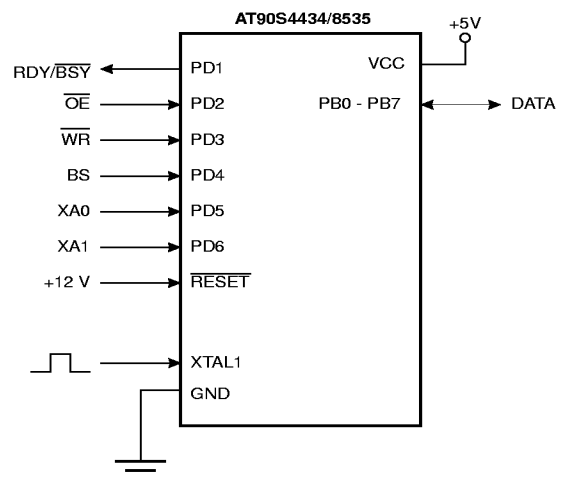 AT90S4434/8535
+5V
RDY/BSY PD1 VCC
OE PD2 PB0 - PB7 DATA
WR PD3
BS PD4
XA0 PD5
XA1 PD6
+12 V RESET
XTAL1
GND